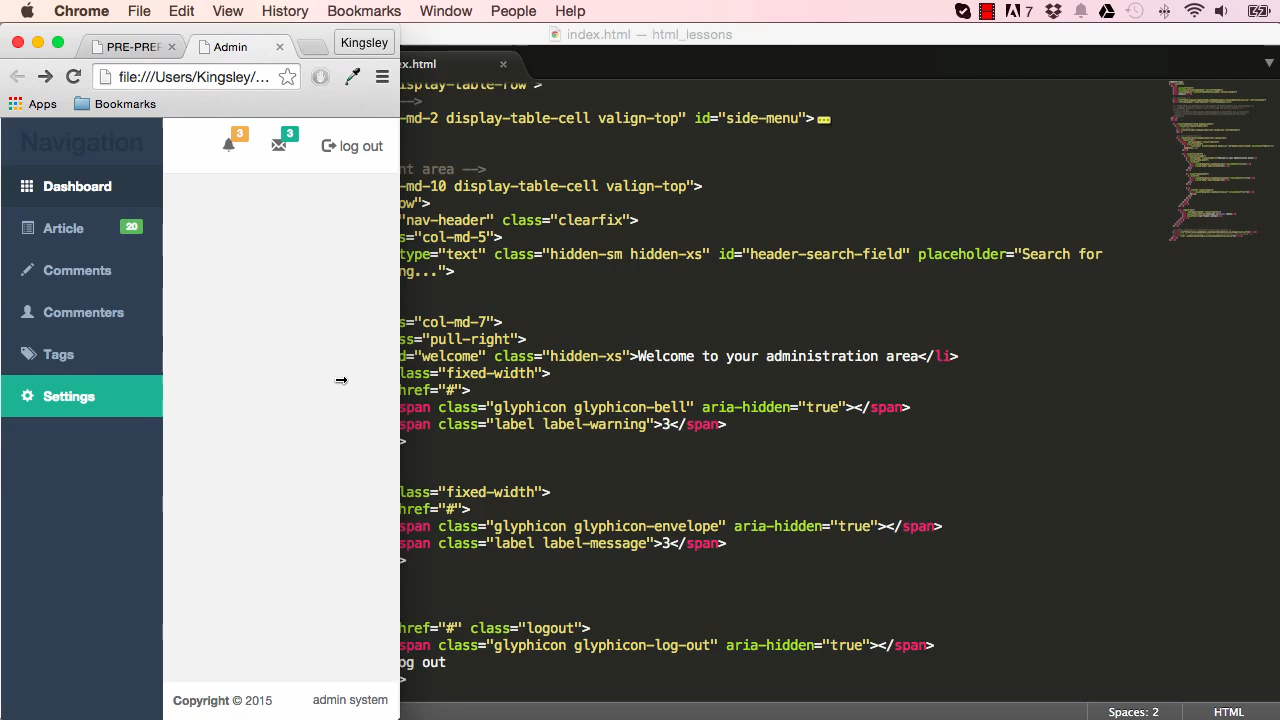 Chrome File Edit View History Bookmarks Window People Help 7
index.html — html_lessons
PRE-PREP Admin Kingsley
ex.html
file:///Users/Kingsley/...
Apps Bookmarks
Navigation
3 3 log out
Dashboard
Article 20
Comments
Commenters
Tags
Settings
Copyright © 2015 admin system
display-table-row">
-->
-md-2 display-table-cell valign-top" id="side-menu">
nt area -->
-md-10 display-table-cell valign-top">
ow">
"nav-header" class="clearfix">
s="col-md-5">
type="text" class="hidden-sm hidden-xs" id="header-search-field" placeholder="Search for
ng...">
s="col-md-7">
ss="pull-right">
d="welcome" class="hidden-xs">Welcome to your administration area</li>
lass="fixed-width">
href="#">
span class="glyphicon glyphicon-bell" aria-hidden="true"></span>
span class="label label-warning">3</span>
>
lass="fixed-width">
href="#">
span class="glyphicon glyphicon-envelope" aria-hidden="true"></span>
span class="label label-message">3</span>
>
href="#" class="logout">
span class="glyphicon glyphicon-log-out" aria-hidden="true"></span>
og out
>
Spaces: 2 HTML